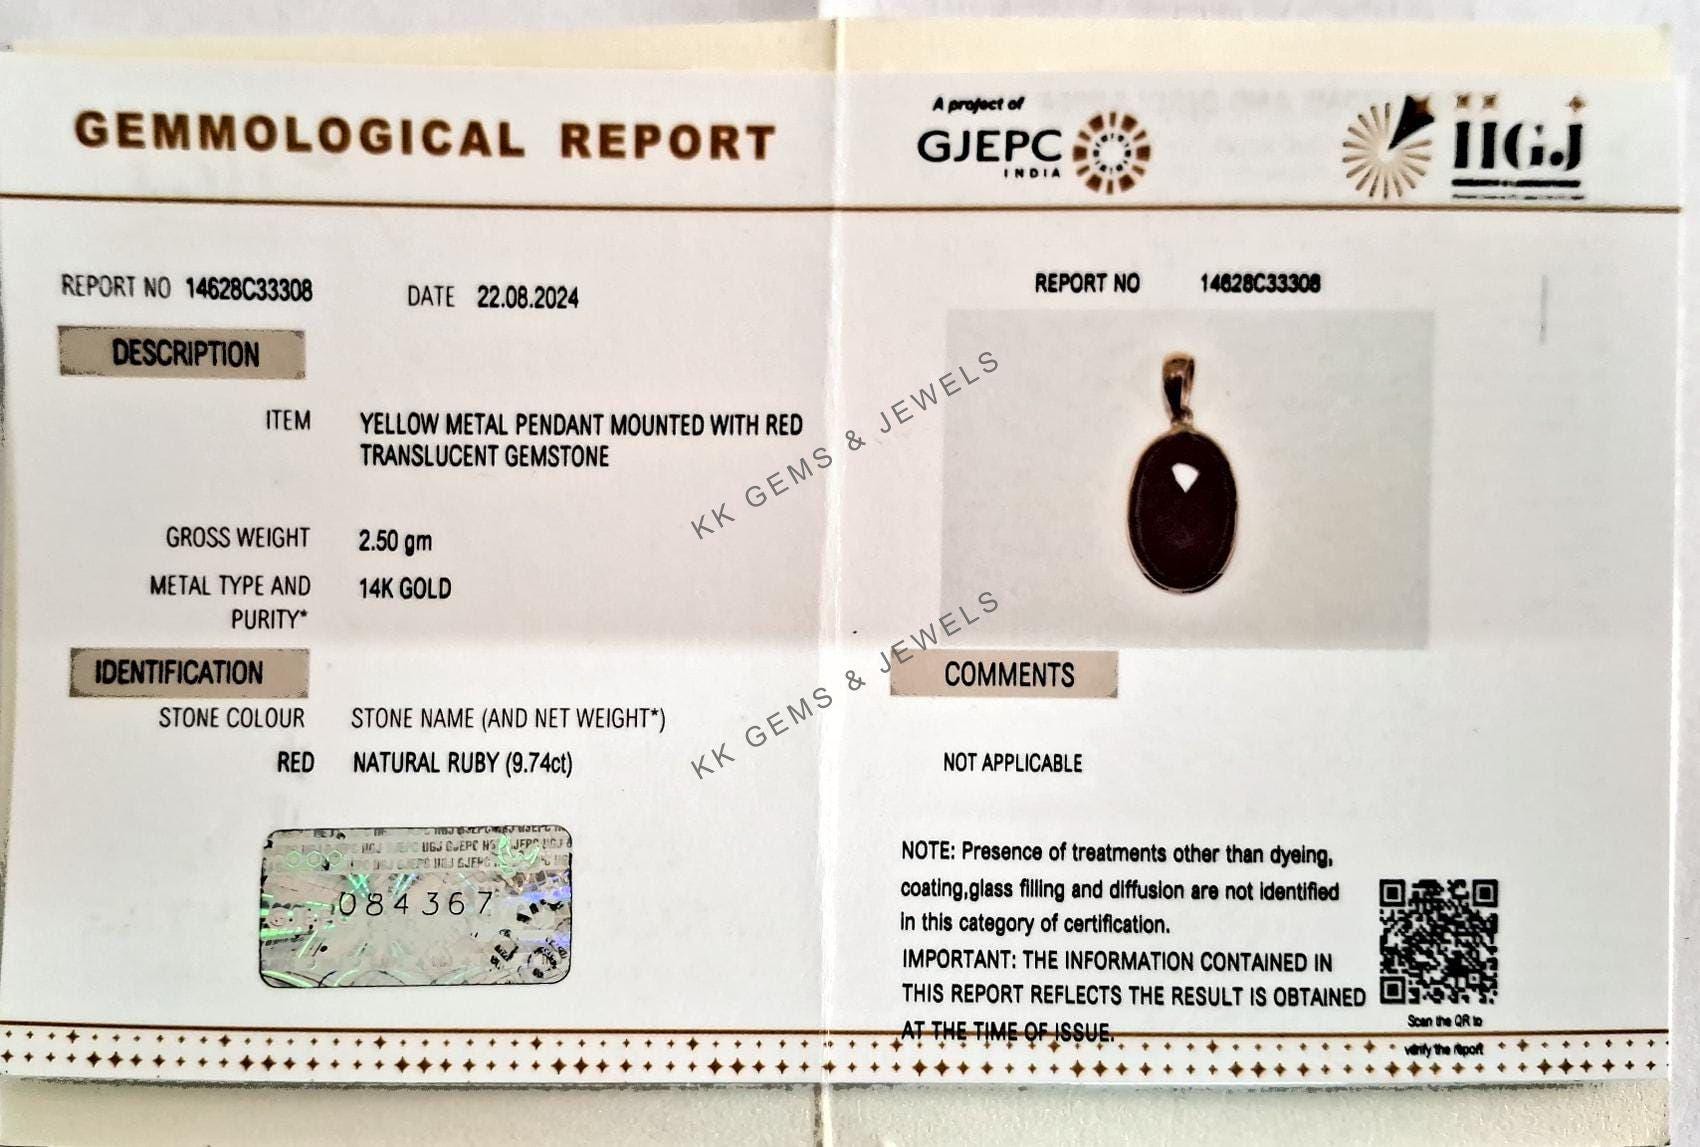 GEMMOLOGICAL REPORT
A project of
GJEPC
INDIA
IIGJ
REPORT NO 14628C33308
DATE 22.08.2024
DESCRIPTION
ITEM YELLOW METAL PENDANT MOUNTED WITH RED
TRANSLUCENT GEMSTONE
GROSS WEIGHT 2.50 gm
METAL TYPE AND 14K GOLD
PURITY*
IDENTIFICATION
STONE COLOUR STONE NAME (AND NET WEIGHT*)
RED NATURAL RUBY (9.74ct)
084367
REPORT NO 14628C33308
KK GEMS & JEWELS
KK GEMS & JEWELS
COMMENTS
NOT APPLICABLE
NOTE: Presence of treatments other than dyeing,
coating,glass filling and diffusion are not identified
in this category of certification.
IMPORTANT: THE INFORMATION CONTAINED IN
THIS REPORT REFLECTS THE RESULT IS OBTAINED
AT THE TIME OF ISSUE.
Scan the QR to
verify the report